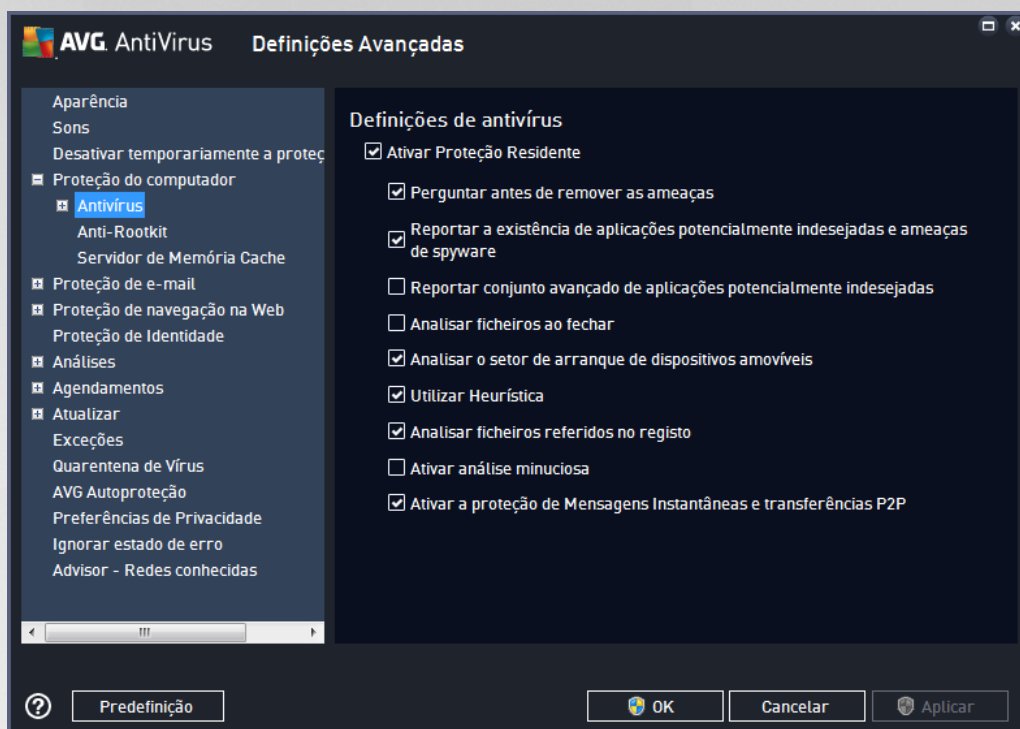 AVG. AntiVirus Definições Avançadas
Aparência
Sons
Desativar temporariamente a proteç
Proteção do computador
Antivírus
Anti-Rootkit
Servidor de Memória Cache
Proteção de e-mail
Proteção de navegação na Web
Proteção de Identidade
Análises
Agendamentos
Atualizar
Exceções
Quarentena de Vírus
AVG Autoproteção
Preferências de Privacidade
Ignorar estado de erro
Advisor - Redes conhecidas
Definições de antivírus
Ativar Proteção Residente
Perguntar antes de remover as ameaças
Reportar a existência de aplicações potencialmente indesejadas e ameaças
de spyware
Reportar conjunto avançado de aplicações potencialmente indesejadas
Analisar ficheiros ao fechar
Analisar o setor de arranque de dispositivos amovíveis
Utilizar Heurística
Analisar ficheiros referidos no registo
Ativar análise minuciosa
Ativar a proteção de Mensagens Instantâneas e transferências P2P
? Predefinição OK Cancelar Aplicar